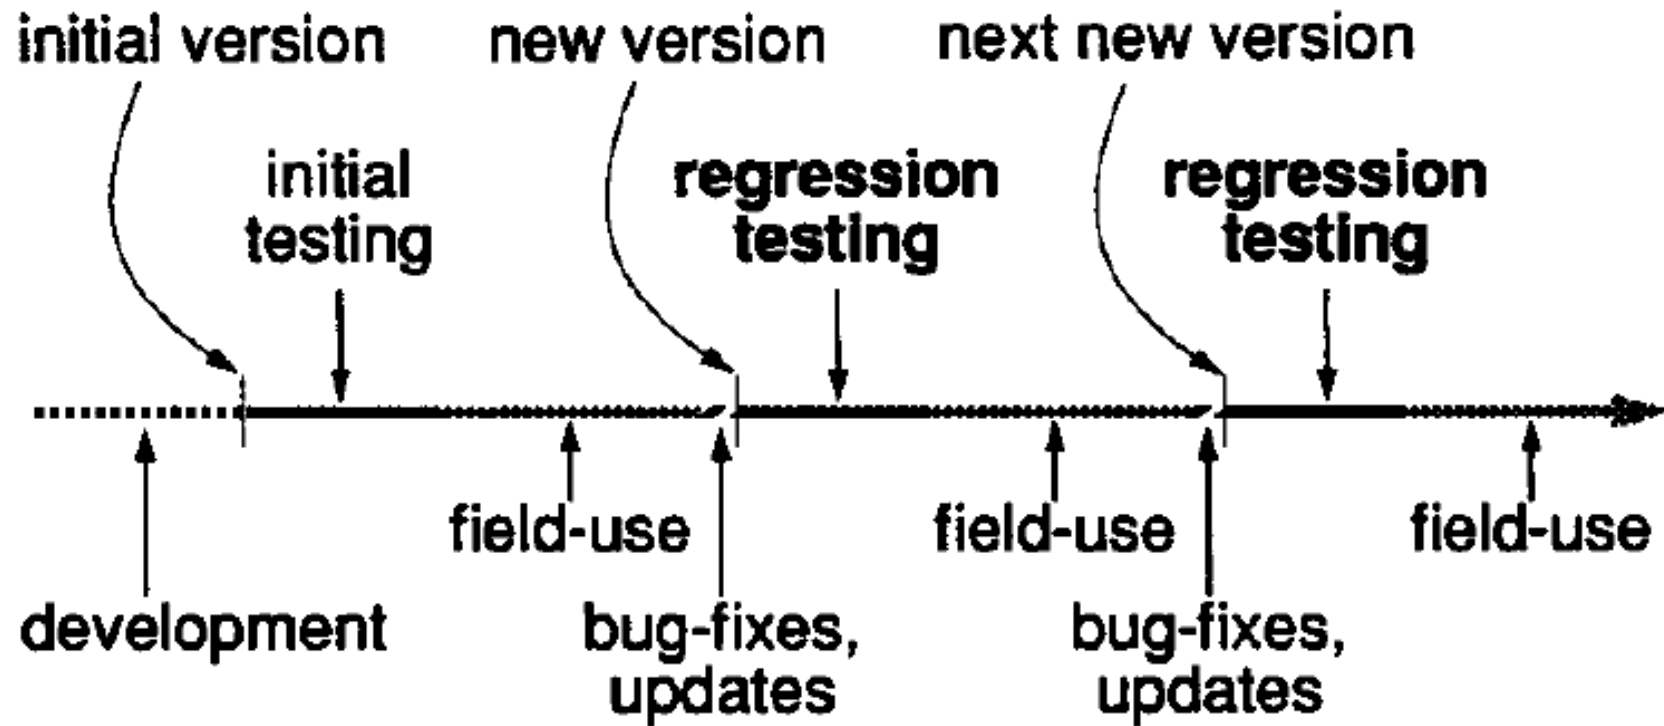 initial version
new version
next new version
initial
testing
regression
testing
regression
testing
field-use
field-use
field-use
development
bug-fixes,
updates
bug-fixes,
updates